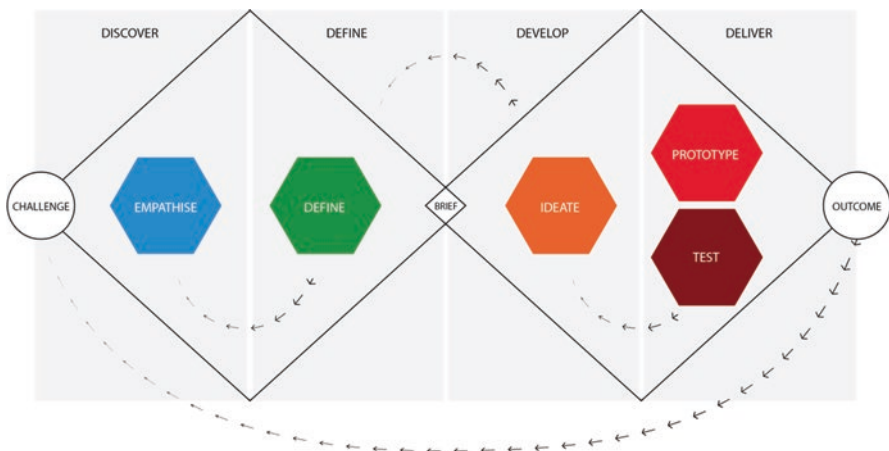 DISCOVER
DEFINE
DEVELOP
DELIVER
CHALLENGE
EMPATHISE
DEFINE
BRIEF
IDEATE
PROTOTYPE
TEST
OUTCOME